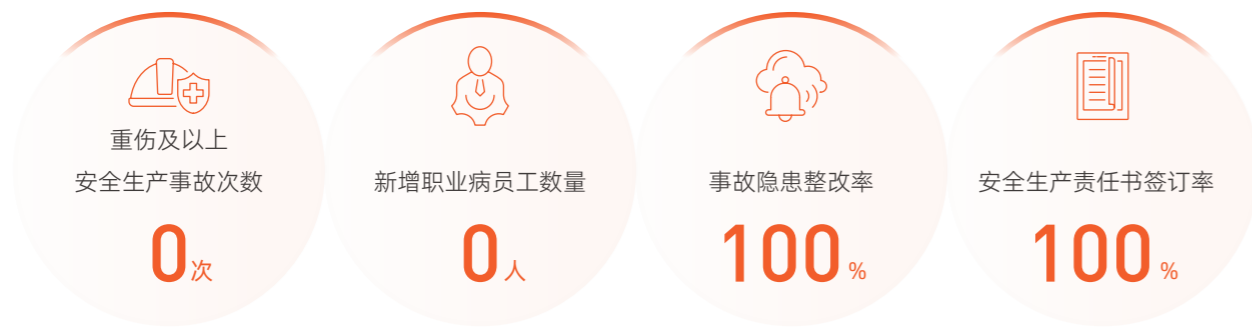 重伤及以上
安全生产事故次数
0次
新增职业病员工数量
0人
事故隐患整改率
100%
安全生产责任书签订率
100%